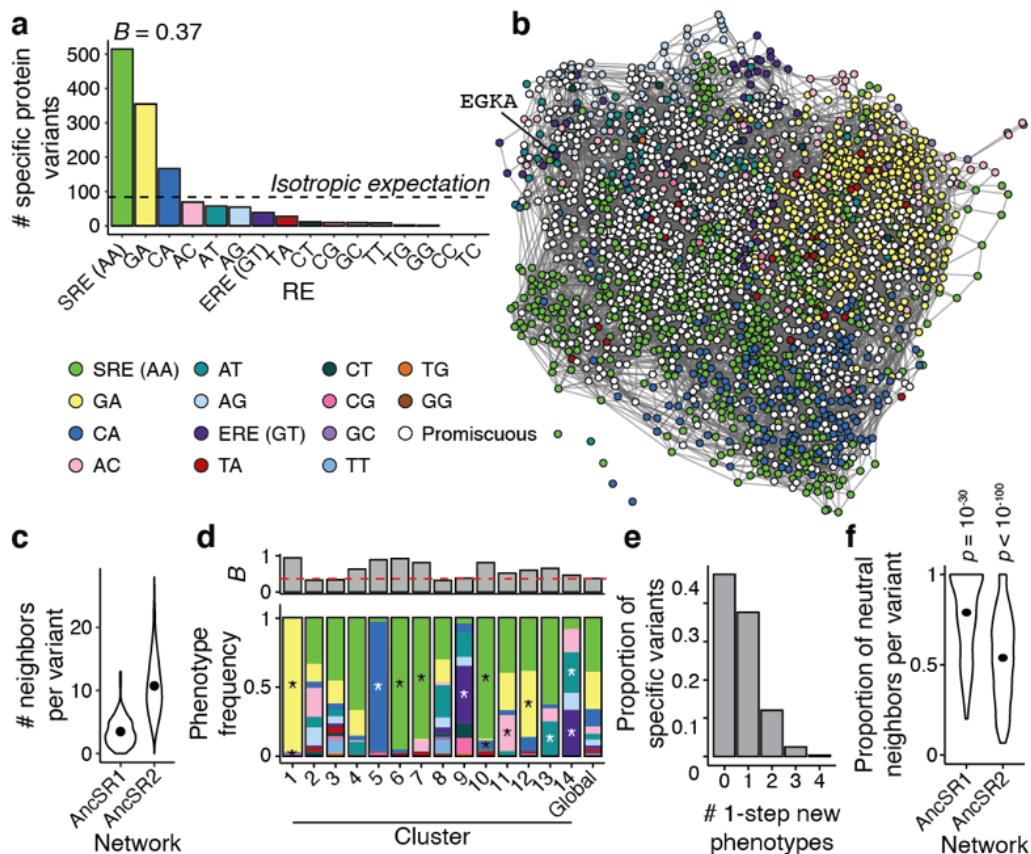 a
B = 0.37
# specific protein
variants
500
400
300
200
100
0
Isotropic expectation
SRE (AA)
GA
CA
AC
AT
AG
ERE (GT)
TA
CT
CG
GC
TT
TG
GG
CC
TC
RE
b
EGKA
SRE (AA)
GA
CA
AC
AT
AG
ERE (GT)
TA
CT
CG
GC
TT
TG
GG
Promiscuous
c
# neighbors
per variant
20
10
0
AncSR1
AncSR2
Network
d
B
1
0
Phenotype
frequency
1
0.5
0
* * * * * * * * * * * * * *
1 2 3 4 5 6 7 8 9 10 11 12 13 14 Global
Cluster
e
Proportion of
specific variants
0.4
0.3
0.2
0.1
0
0 1 2 3 4
# 1-step new
phenotypes
f
p = 10⁻³⁰
p < 10⁻¹⁰⁰
Proportion of neutral
neighbors per variant
1
0.5
0
AncSR1
AncSR2
Network